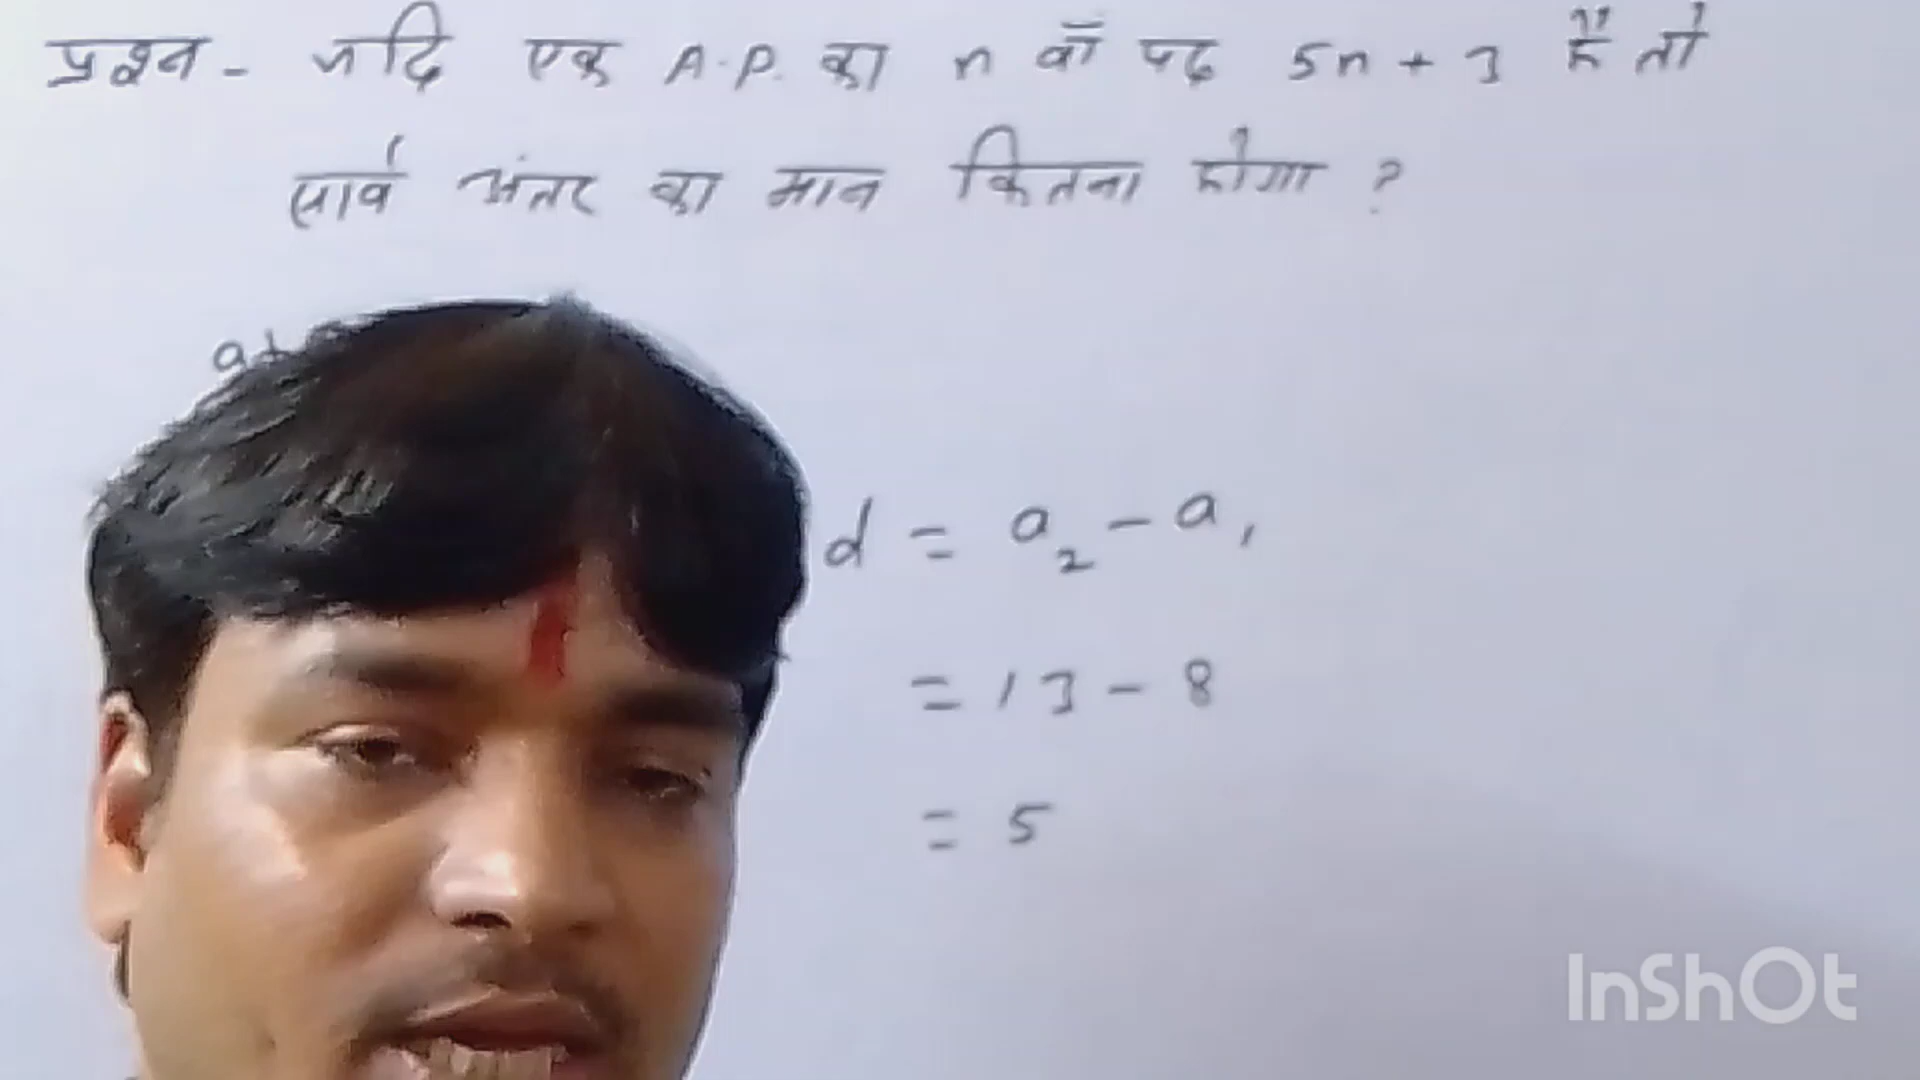 प्रश्न - यदि एक A.P. का n वाँ पद 5n + 3 हैं तो
सार्व अंतर का मान कितना होगा ?
d = a₂ - a₁
= 13 - 8
= 5
InShOt